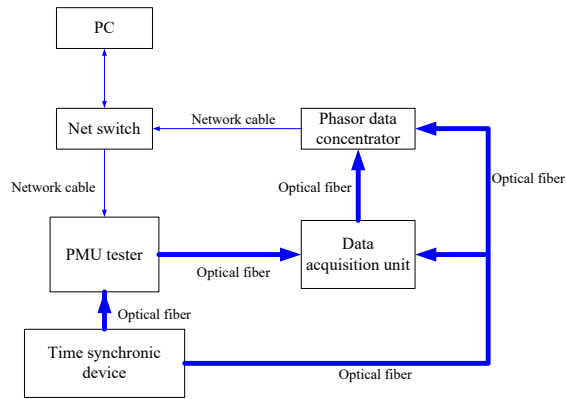 PC
Net switch
Network cable
Phasor data
concentrator
Network cable
Optical fiber
Optical fiber
PMU tester
Optical fiber
Data
acquisition unit
Optical fiber
Time synchronic
device
Optical fiber